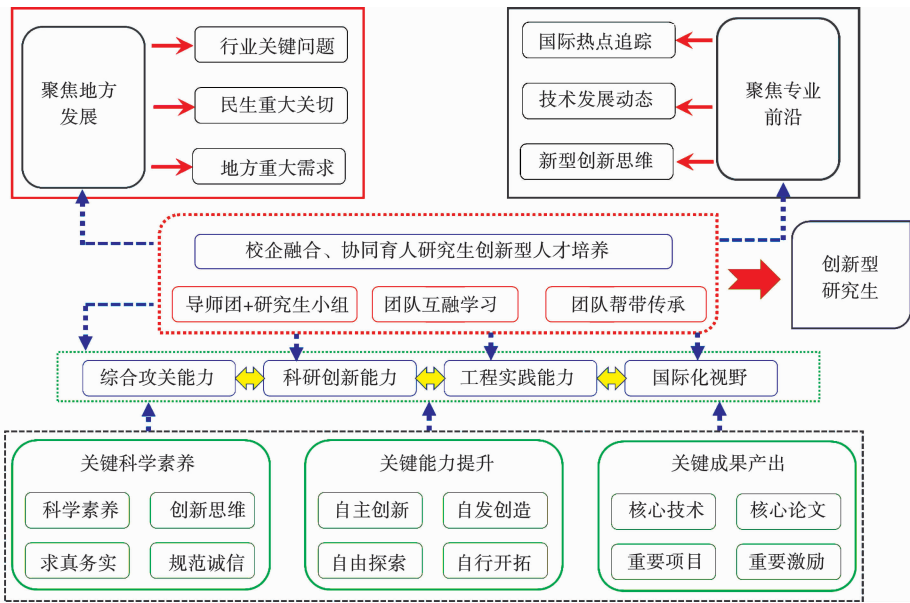 聚焦地方
发展
行业关键问题
民生重大关切
地方重大需求
国际热点追踪
技术发展动态
新型创新思维
聚焦专业
前沿
校企融合、协同育人研究生创新型人才培养
导师团+研究生小组
团队互融学习
团队帮带传承
创新型
研究生
综合攻关能力
科研创新能力
工程实践能力
国际化视野
关键科学素养
科学素养
创新思维
求真务实
规范诚信
关键能力提升
自主创新
自发创造
自由探索
自行开拓
关键成果产出
核心技术
核心论文
重要项目
重要激励